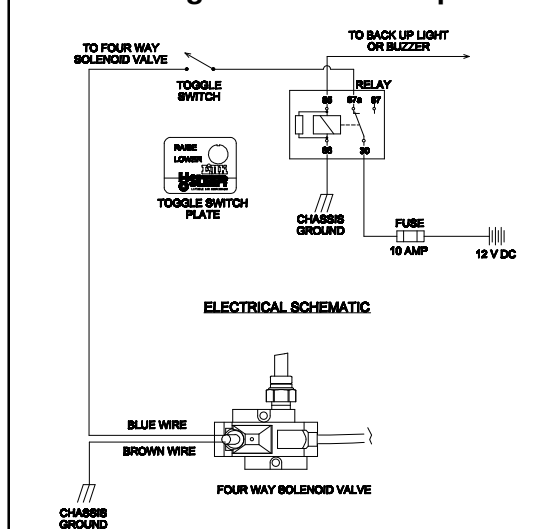 TO FOUR WAY
SOLENOID VALVE
TOGGLE
SWITCH
TO BACK UP LIGHT
OR BUZZER
RELAY
87a 87
30
RAISE
LOWER
TOGGLE SWITCH
PLATE
CHASSIS
GROUND
FUSE
10 AMP
12 V DC
ELECTRICAL SCHEMATIC
BLUE WIRE
BROWN WIRE
FOUR WAY SOLENOID VALVE
CHASSIS
GROUND